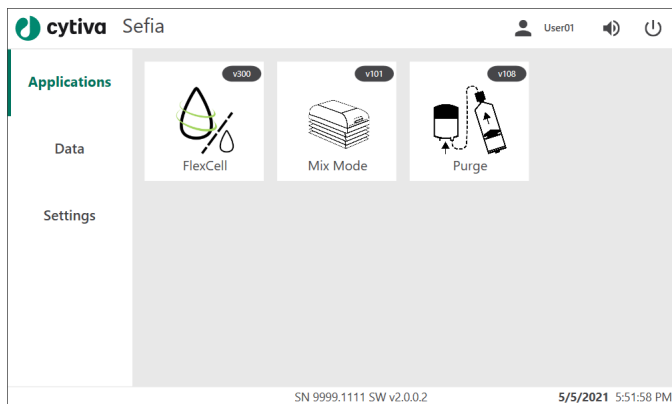 cytiva Sefia
User01
Applications
Data
Settings
v300
FlexCell
v101
Mix Mode
v108
Purge
SN 9999.1111 SW v2.0.0.2
5/5/2021 5:51:58 PM